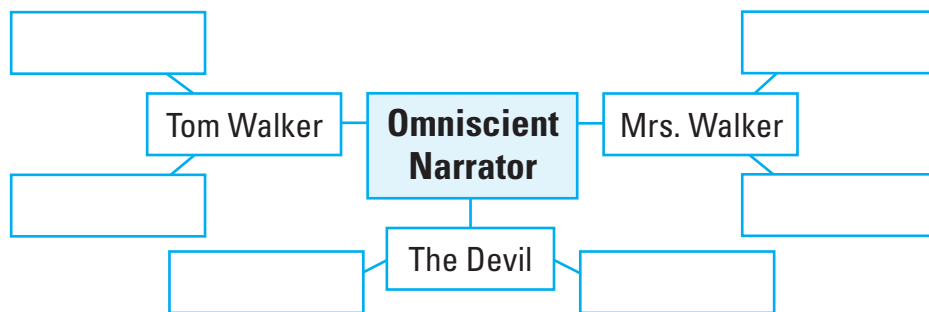 Tom Walker
Omniscient
Narrator
Mrs. Walker
The Devil